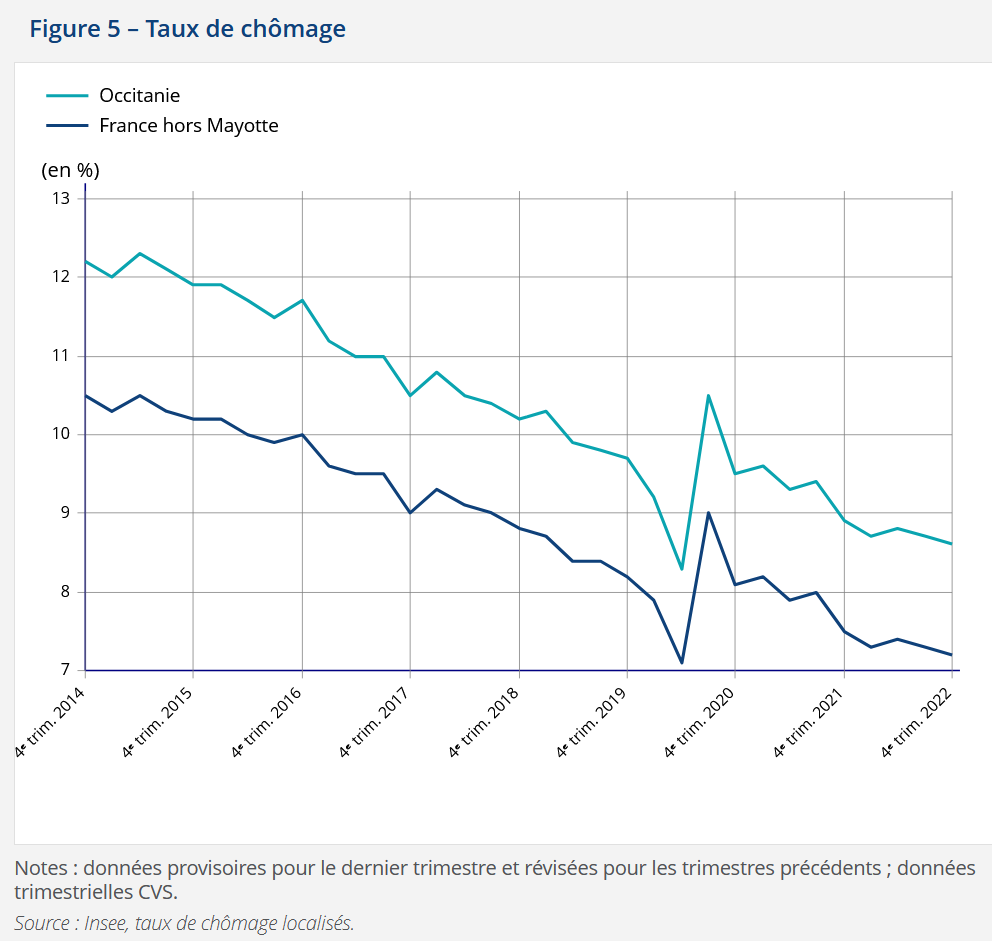 Figure 5 – Taux de chômage
Occitanie
France hors Mayotte
(en %)
13
12
11
10
9
8
7
4ᵉ trim. 2014
4ᵉ trim. 2015
4ᵉ trim. 2016
4ᵉ trim. 2017
4ᵉ trim. 2018
4ᵉ trim. 2019
4ᵉ trim. 2020
4ᵉ trim. 2021
4ᵉ trim. 2022
Notes : données provisoires pour le dernier trimestre et révisées pour les trimestres précédents ; données
trimestrielles CVS.
Source : Insee, taux de chômage localisés.